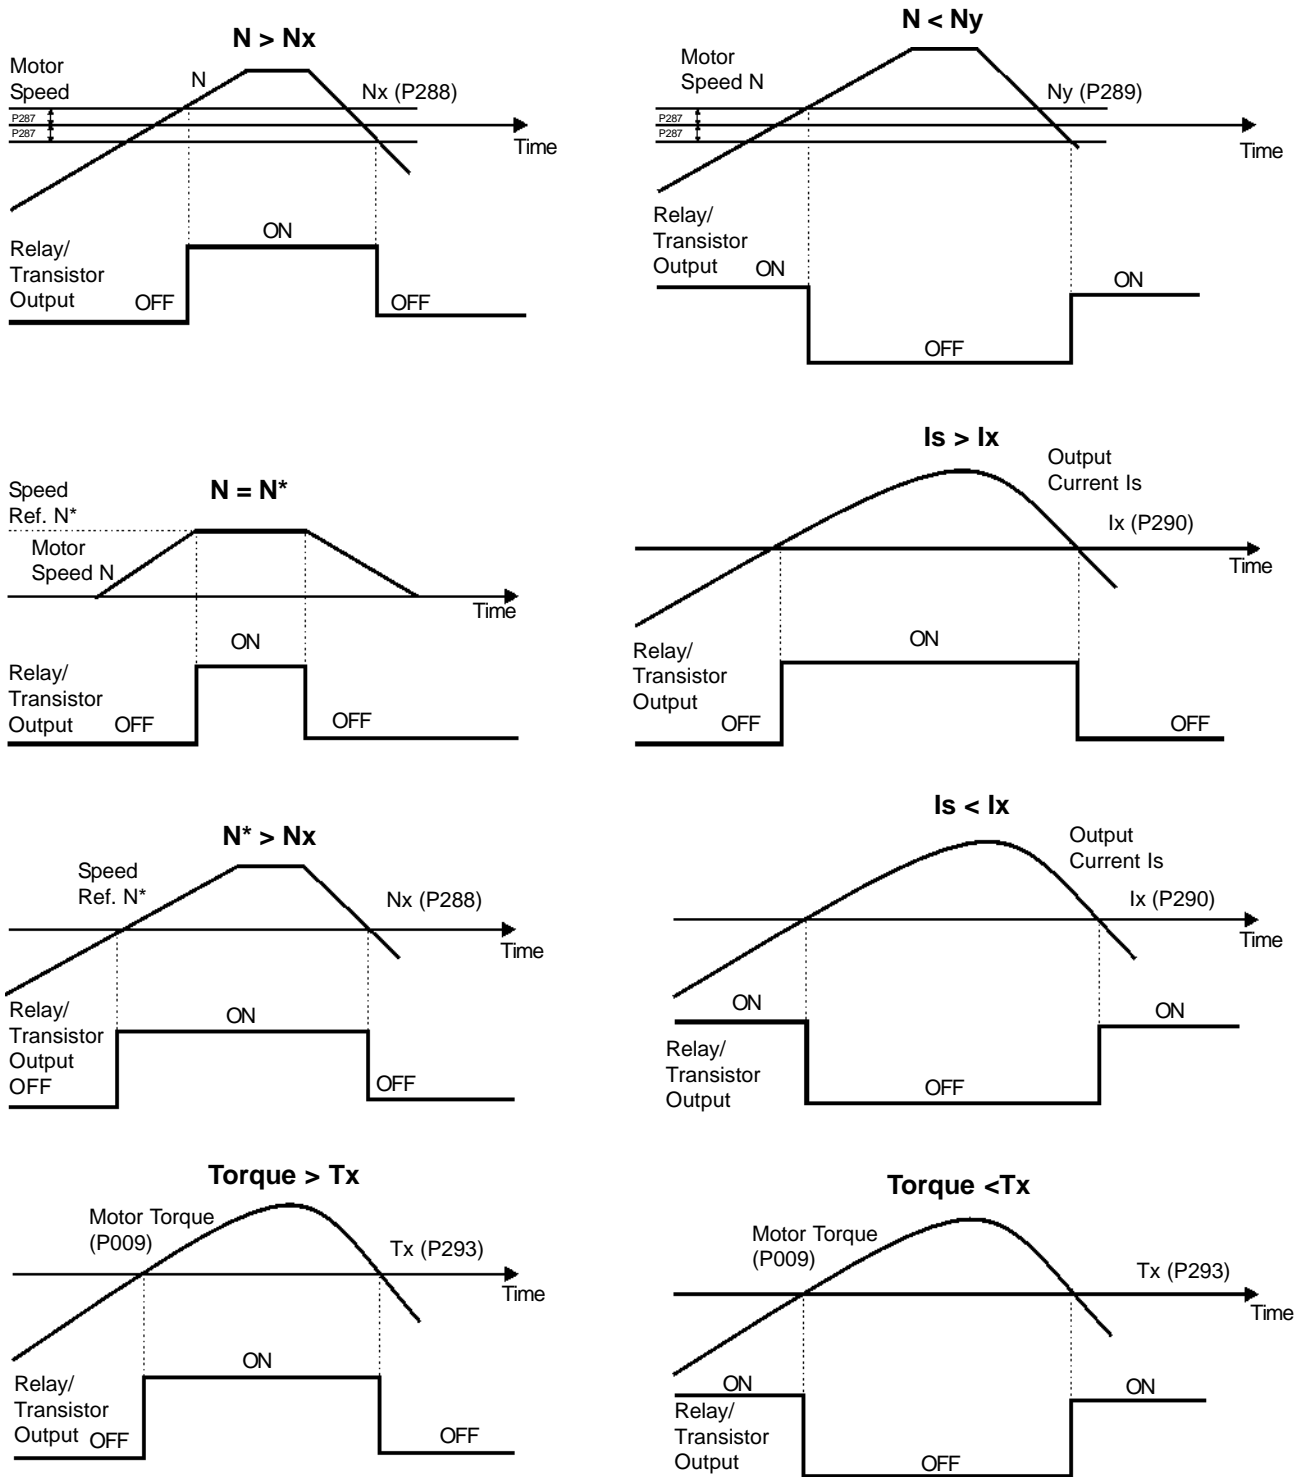 N > Nx
Motor
Speed
N
Nx (P288)
P287
P287
Time
ON
Relay/
Transistor
Output
OFF
OFF
N < Ny
Motor
Speed N
Ny (P289)
P287
P287
Time
Relay/
Transistor
Output
ON
ON
OFF
N = N*
Speed
Ref. N*
Motor
Speed N
Time
ON
Relay/
Transistor
Output
OFF
OFF
Is > Ix
Output
Current Is
Ix (P290)
Time
Relay/
Transistor
Output
ON
OFF
OFF
N* > Nx
Speed
Ref. N*
Nx (P288)
Time
Relay/
Transistor
Output
OFF
ON
OFF
Is < Ix
Output
Current Is
Ix (P290)
Time
ON
ON
Relay/
Transistor
Output
OFF
Torque > Tx
Motor Torque
(P009)
Tx (P293)
Time
ON
Relay/
Transistor
Output
OFF
OFF
Torque <Tx
Motor Torque
(P009)
Tx (P293)
Time
ON
ON
Relay/
Transistor
Output
OFF